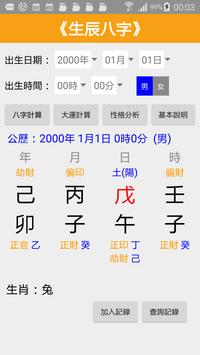 00:03
《生辰八字》
出生日期： 2000年 01月 01日
出生時間： 00時 00分 男 女
八字計算 大運計算 性格分析 基本說明
公歷：2000年 1月1日 0時0分 (男)
年 月 日 時
劫財 偏印 土(陽) 偏財
己 丙 戊 壬
卯 子 午 子
正官 乙 正財 癸 正印 丁 正財 癸
劫財 己
生肖：兔
加入記錄 查詢記錄